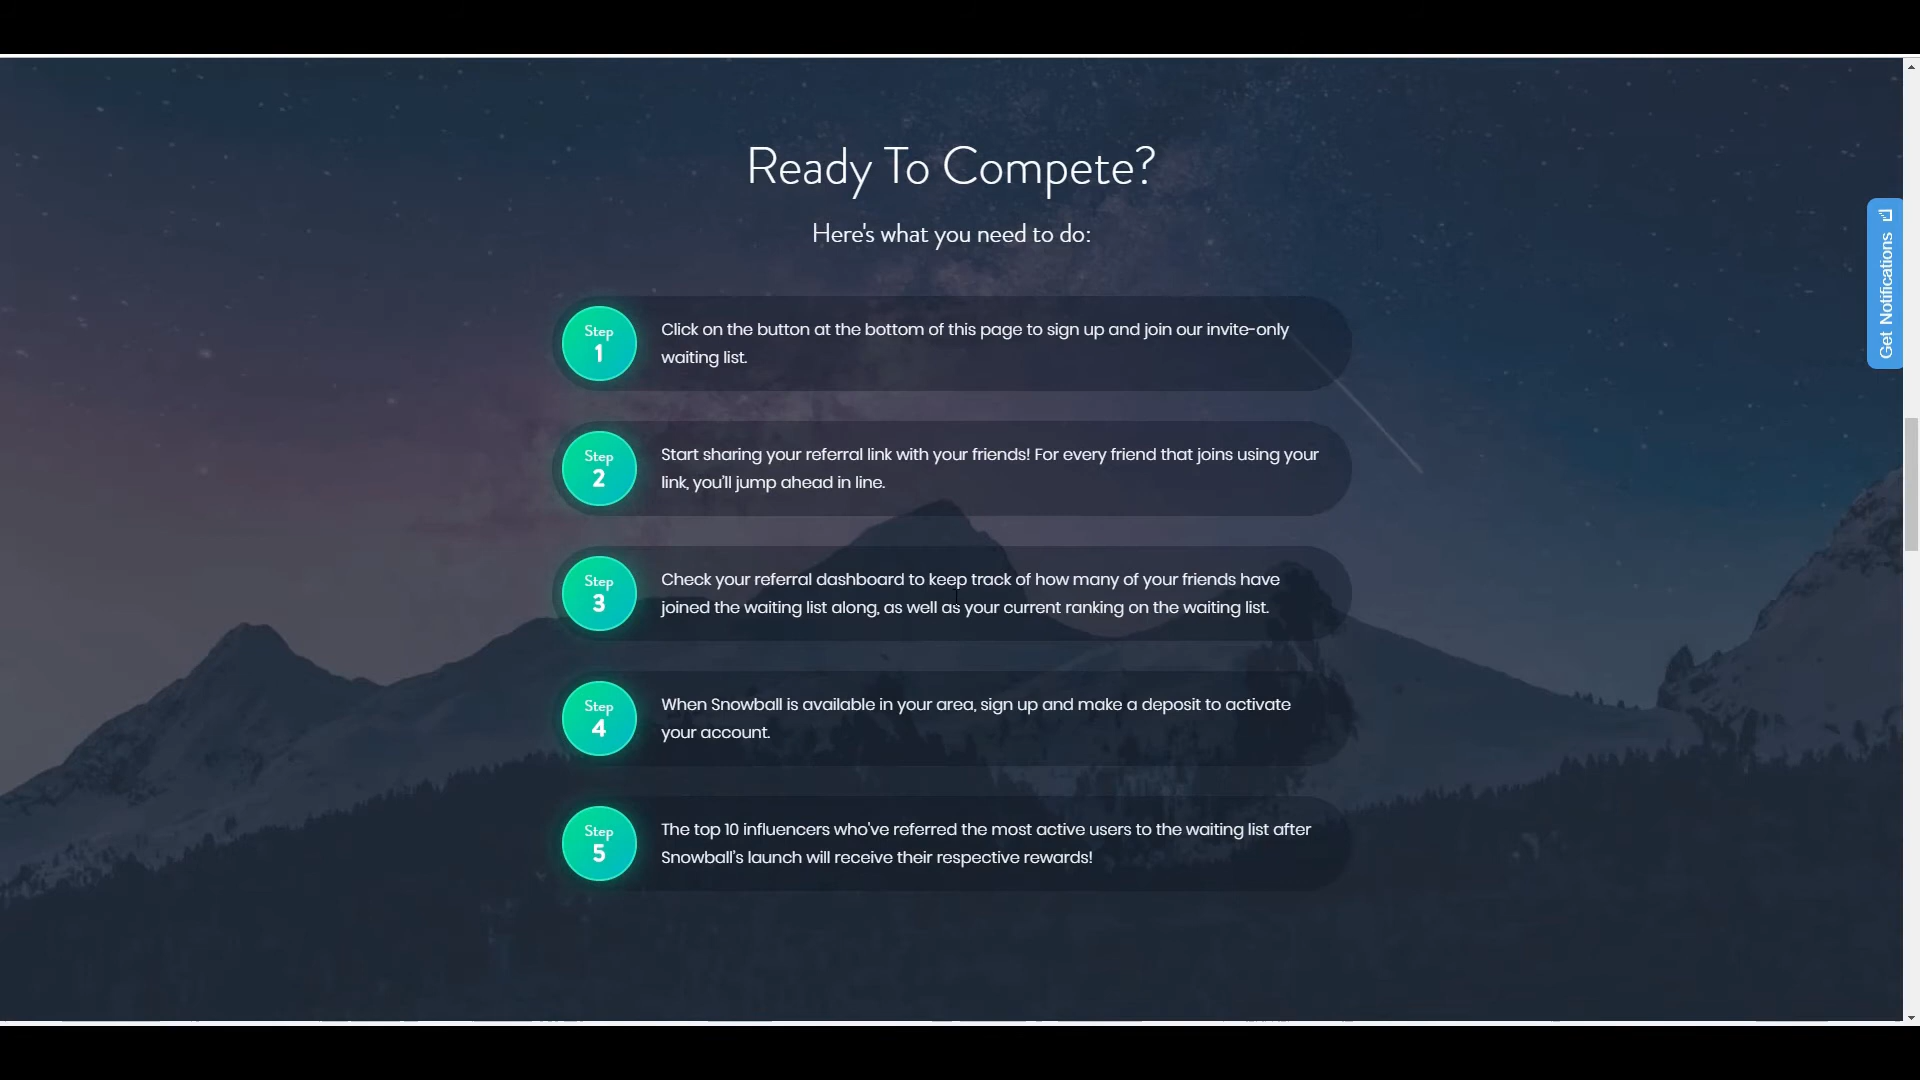 Ready To Compete?
Here's what you need to do:
Step
1
Click on the button at the bottom of this page to sign up and join our invite-only
waiting list.
Step
2
Start sharing your referral link with your friends! For every friend that joins using your
link, you'll jump ahead in line.
Step
3
Check your referral dashboard to keep track of how many of your friends have
joined the waiting list along, as well as your current ranking on the waiting list.
Step
4
When Snowball is available in your area, sign up and make a deposit to activate
your account.
Step
5
The top 10 influencers who've referred the most active users to the waiting list after
Snowball's launch will receive their respective rewards!
Get Notifications